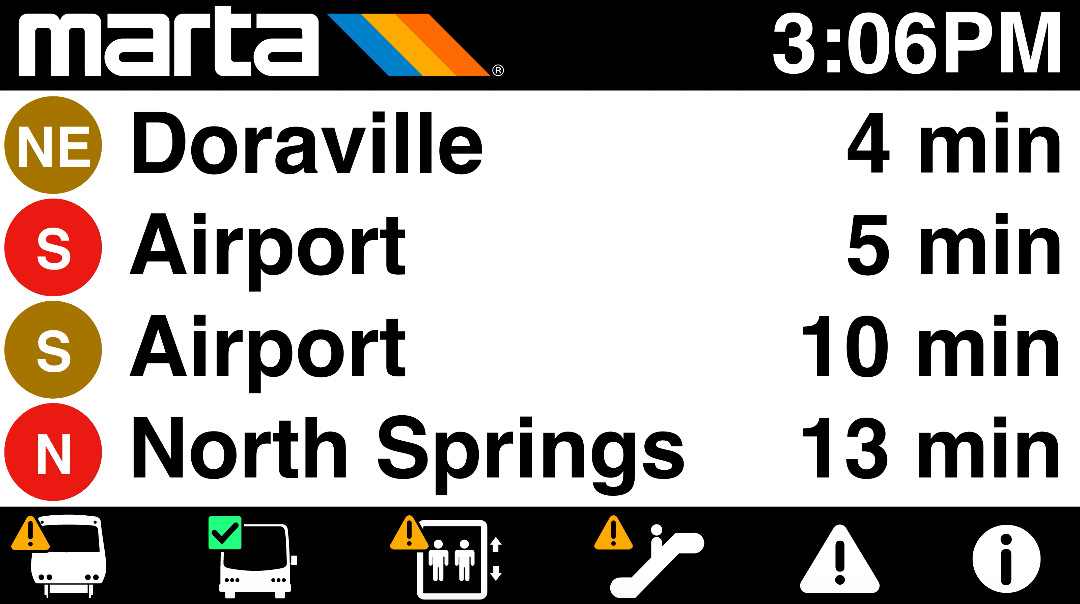 marta ® 3:06PM
NE Doraville 4 min
S Airport 5 min
S Airport 10 min
N North Springs 13 min